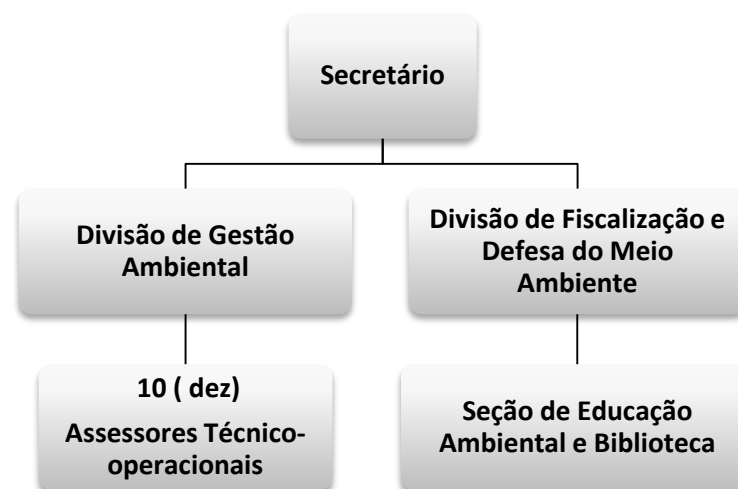 Secretário
Divisão de Gestão
Ambiental
Divisão de Fiscalização e
Defesa do Meio
Ambiente
10 ( dez)
Assessores Técnico-
operacionais
Seção de Educação
Ambiental e Biblioteca